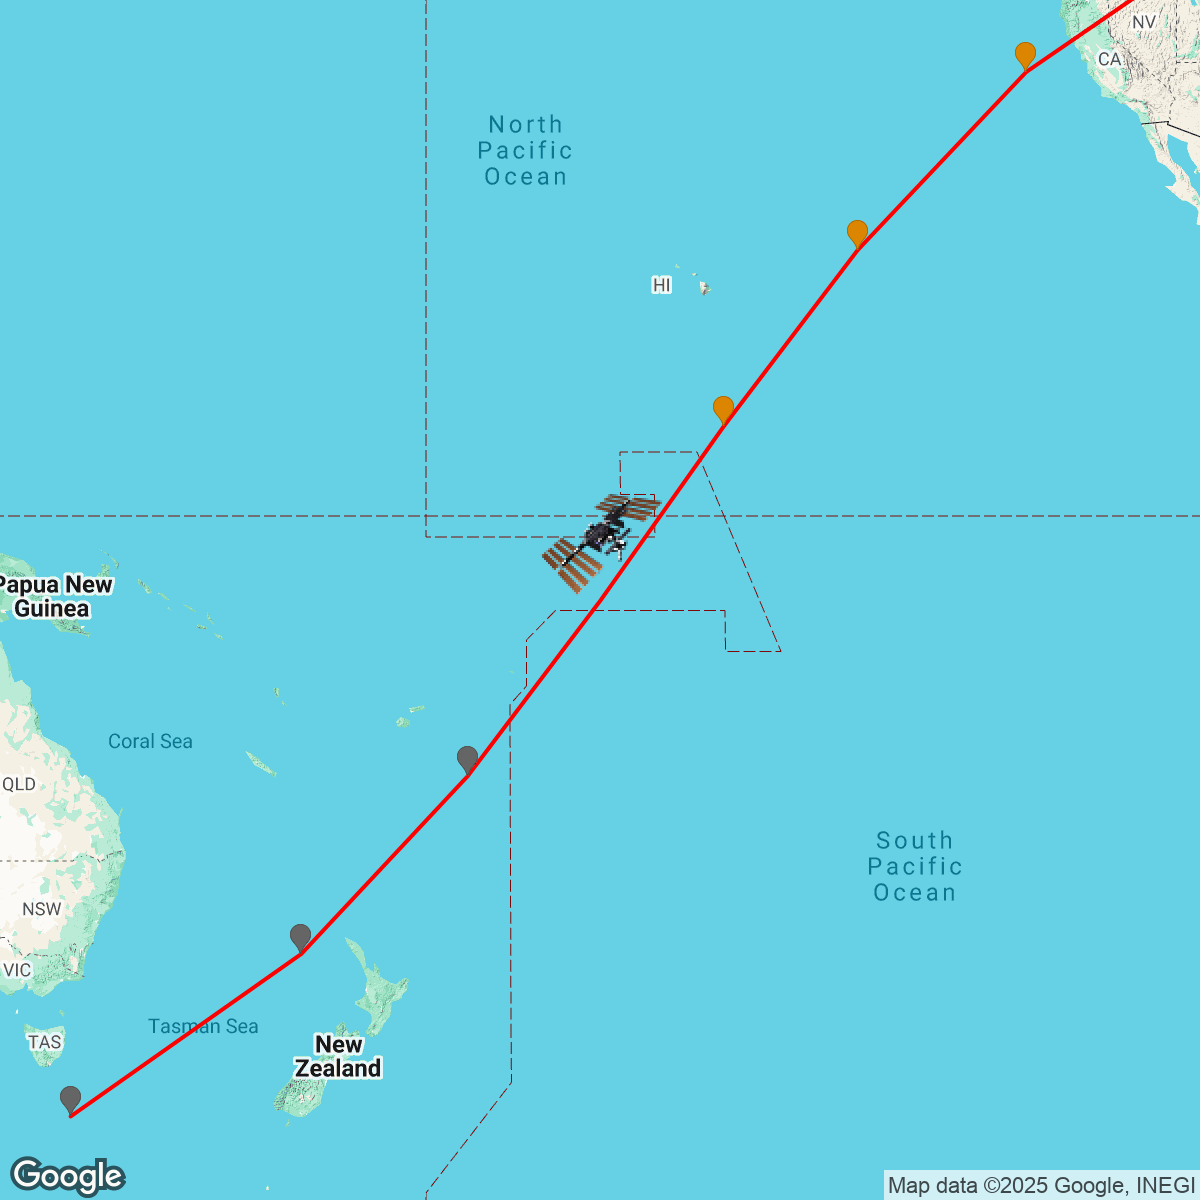 NV
CA
North
Pacific
Ocean
HI
Papua New
Guinea
Coral Sea
QLD
South
Pacific
Ocean
NSW
VIC
Tasman Sea
TAS
New
Zealand
Google
Map data ©2025 Google, INEGI